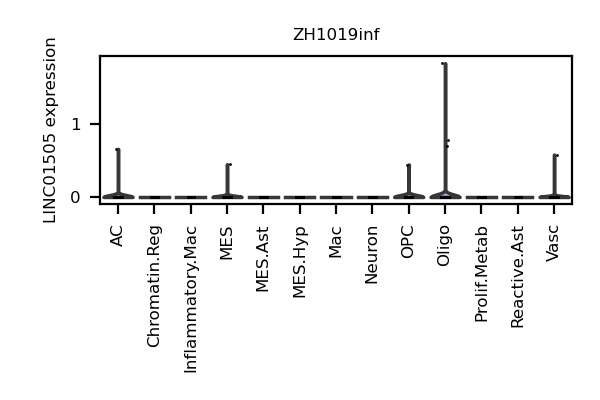 ZH1019inf
LINC01505 expression
1
0
AC
Chromatin.Reg
Inflammatory.Mac
MES
MES.Ast
MES.Hyp
Mac
Neuron
OPC
Oligo
Prolif.Metab
Reactive.Ast
Vasc